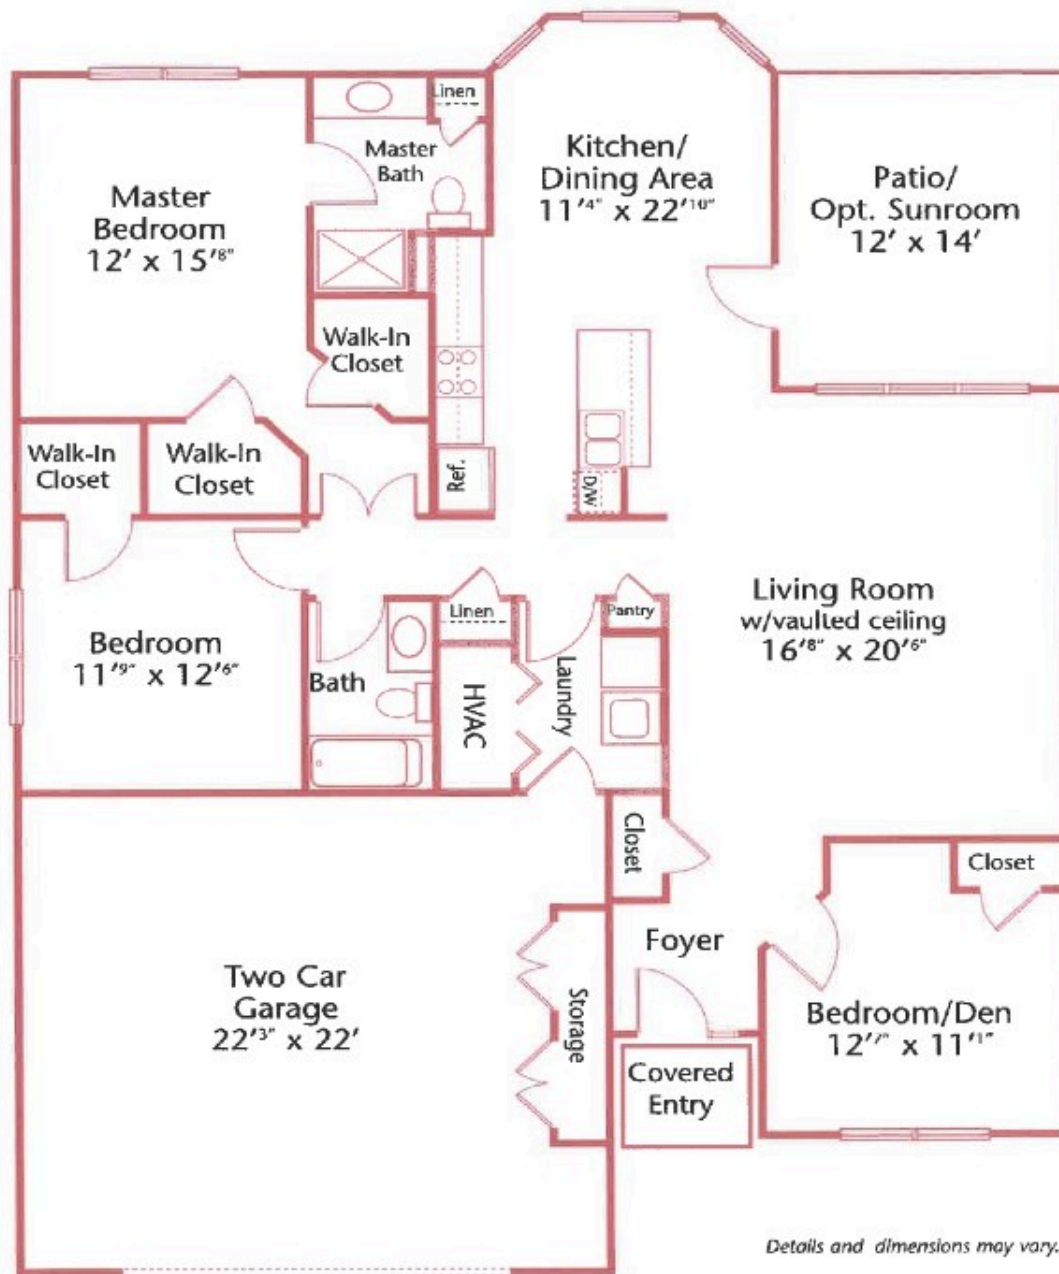 Linen
Master
Bath
Kitchen/
Dining Area
11'4" x 22'10"
Master
Bedroom
12' x 15'8"
Patio/
Opt. Sunroom
12' x 14'
Walk-In
Closet
Walk-In
Closet
Walk-In
Closet
Ref.
D/W
Linen
Pantry
Living Room
w/vaulted ceiling
16'8" x 20'6"
Bedroom
11'9" x 12'6"
Bath
HVAC
Laundry
Closet
Closet
Foyer
Two Car
Garage
22'3" x 22'
Storage
Bedroom/Den
12'7" x 11'1"
Covered
Entry
Details and dimensions may vary.